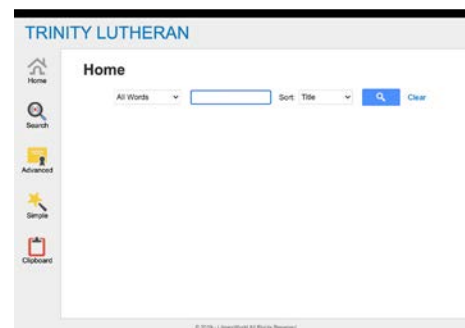 TRINITY LUTHERAN
Home
Home
All Words
Sort: Title
Clear
Search
Advanced
Simple
Clipboard